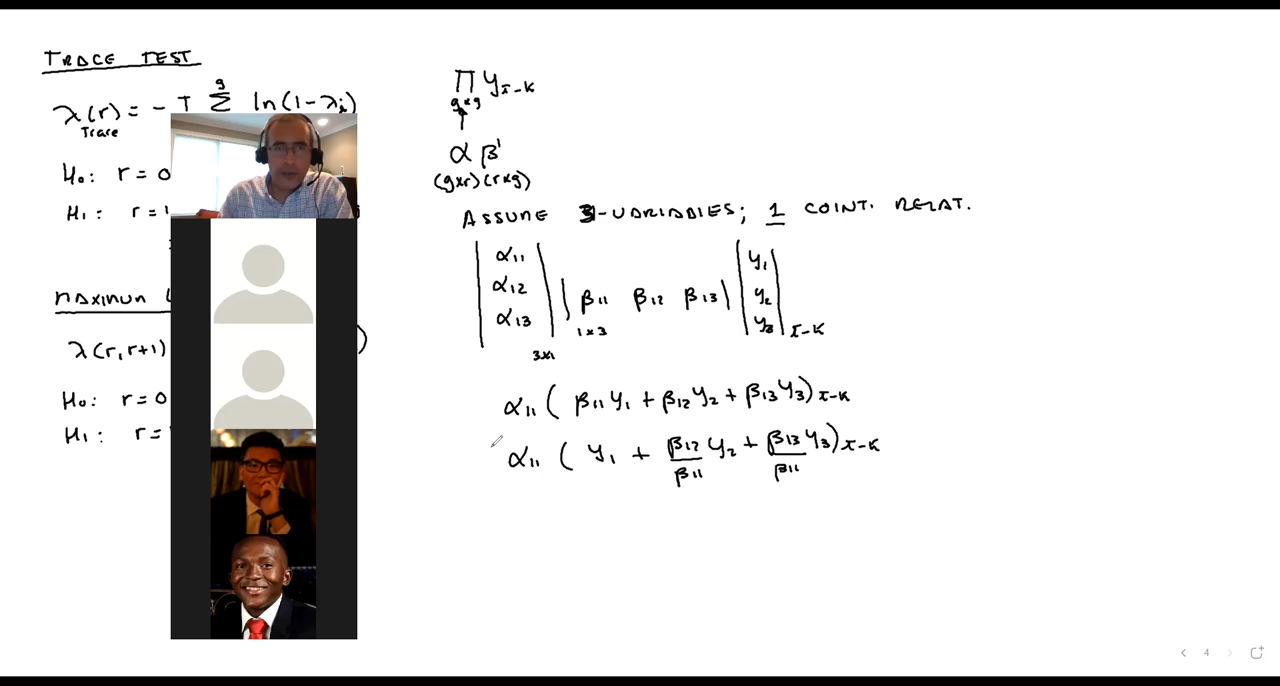 TRACE TEST
λ(r) = - T Σ ln(1-λi)
g
Trace
H₀: r = 0
H₁: r = 1
MAXIMUM
λ(r, r+1) )
H₀: r = 0
H₁: r =
Π y t-k
g×g
↑
α β'
(g×r)(r×g)
ASSUME 3-VARIABLES; 1 COINT. RELAT.
| α11 | | y1 |
| α12 | | β11 β12 β13 | | y2 |
| α13 | 1×3 | y3 | t-k
3×1
α11 ( β11 y1 + β12 y2 + β13 y3 ) t-k
α11 ( y1 + β12/β11 y2 + β13/β11 y3 ) t-k
4